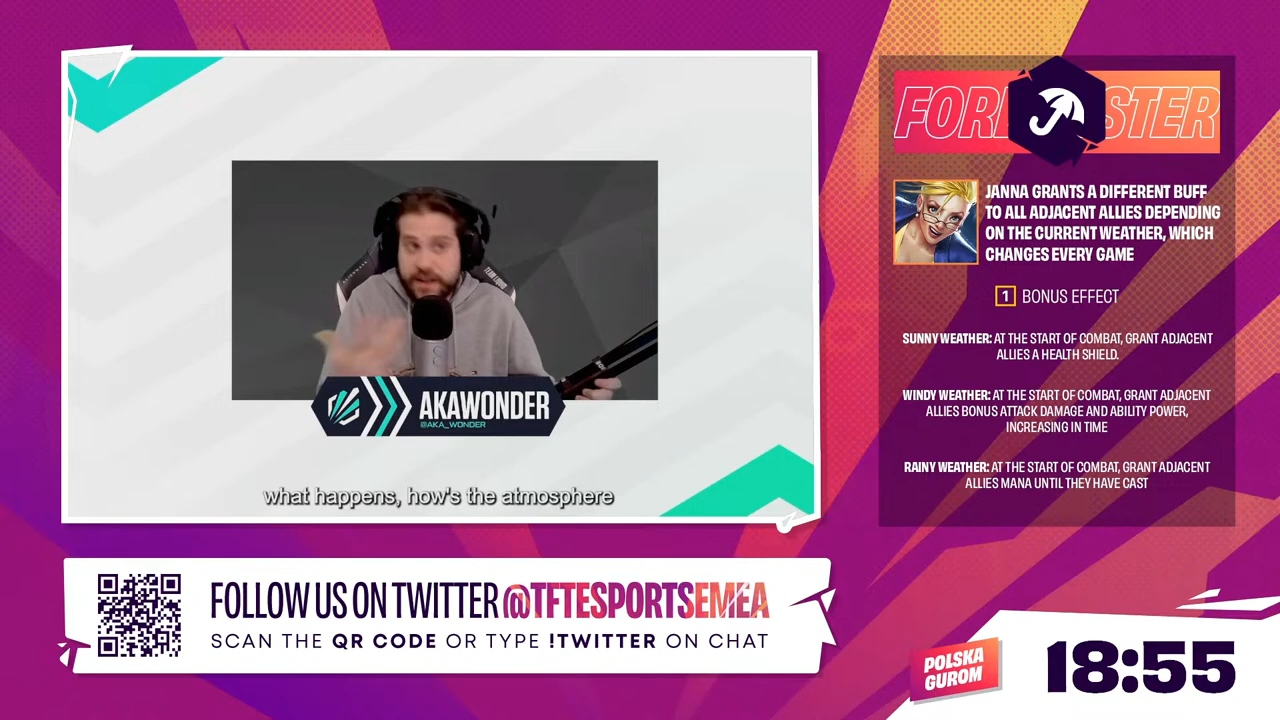 JANNA GRANTS A DIFFERENT BUFF
TO ALL ADJACENT ALLIES DEPENDING
ON THE CURRENT WEATHER, WHICH
CHANGES EVERY GAME
1 BONUS EFFECT
SUNNY WEATHER: AT THE START OF COMBAT, GRANT ADJACENT
ALLIES A HEALTH SHIELD.
WINDY WEATHER: AT THE START OF COMBAT, GRANT ADJACENT
ALLIES BONUS ATTACK DAMAGE AND ABILITY POWER,
INCREASING IN TIME
RAINY WEATHER: AT THE START OF COMBAT, GRANT ADJACENT
ALLIES MANA UNTIL THEY HAVE CAST
AKAWONDER
@AKA_WONDER
what happens, how's the atmosphere
FOLLOW US ON TWITTER @TFTESPORTSEMEA
SCAN THE QR CODE OR TYPE !TWITTER ON CHAT
POLSKA
GUROM
18:55